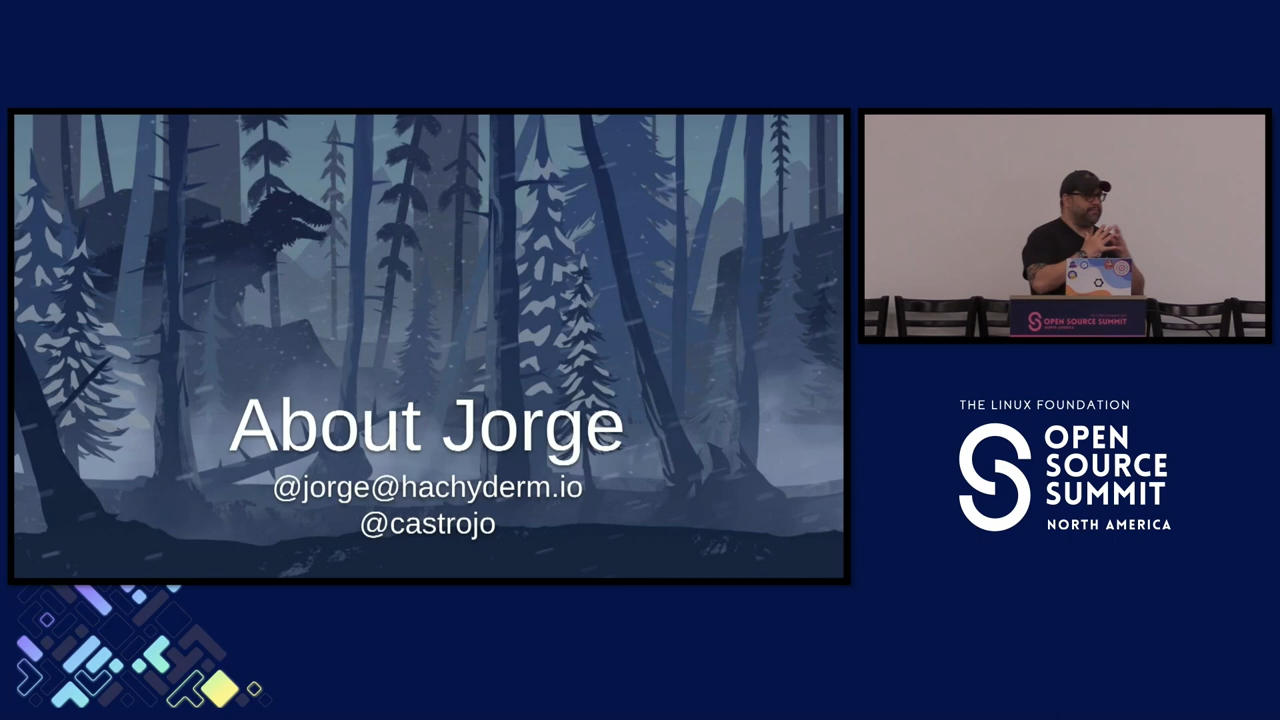 About Jorge
@jorge@hachyderm.io
@castrojo
OPEN SOURCE SUMMIT
THE LINUX FOUNDATION
OPEN
SOURCE
SUMMIT
NORTH AMERICA